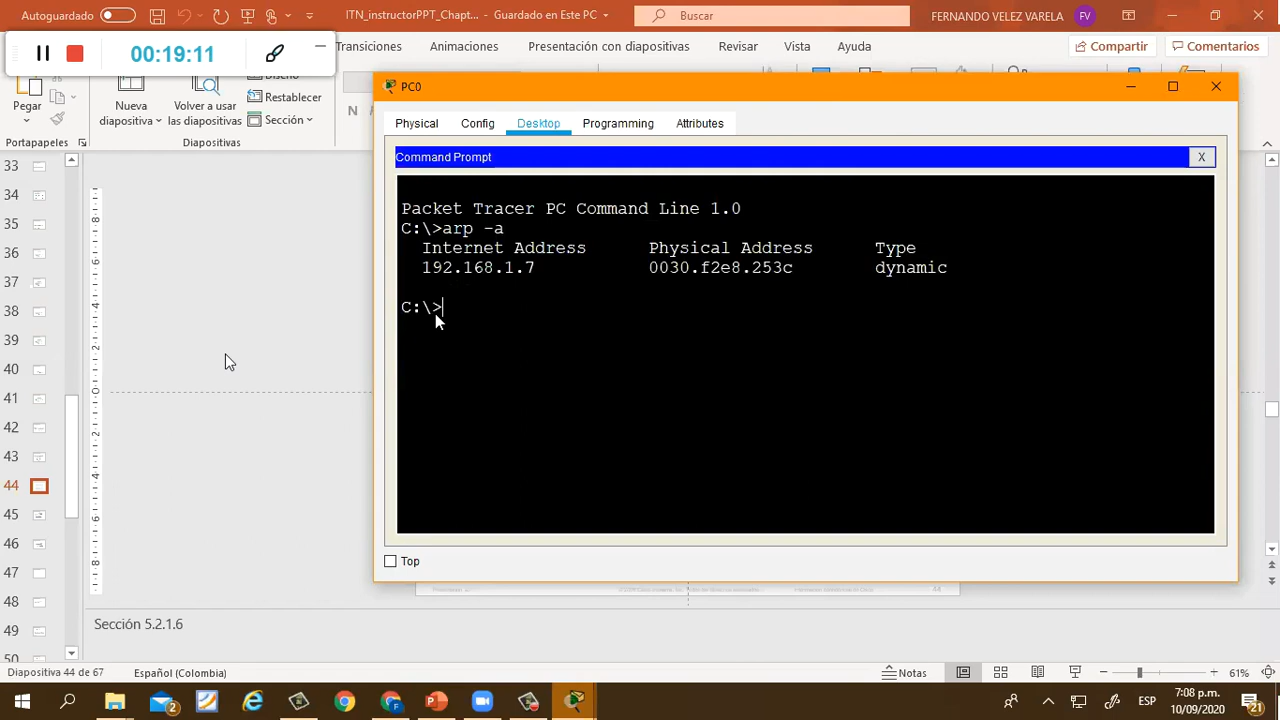 Autoguardado
ITN_instructorPPT_Chapt... - Guardado en Este PC
Buscar
FERNANDO VELEZ VARELA
FV
00:19:11
Transiciones
Animaciones
Presentación con diapositivas
Revisar
Vista
Ayuda
Compartir
Comentarios
Pegar
Nueva
diapositiva
Volver a usar
las diapositivas
Diseño
Restablecer
Sección
N
Portapapeles
Diapositivas
PC0
Physical
Config
Desktop
Programming
Attributes
Command Prompt
X
Packet Tracer PC Command Line 1.0
C:\>arp -a
Internet Address Physical Address Type
192.168.1.7 0030.f2e8.253c dynamic
C:\>
Top
33
34
35
36
37
38
39
40
41
42
43
44
45
46
47
48
49
50
Sección 5.2.1.6
Diapositiva 44 de 67
Español (Colombia)
Notas
61%
2
ESP
7:08 p.m.
10/09/2020
21